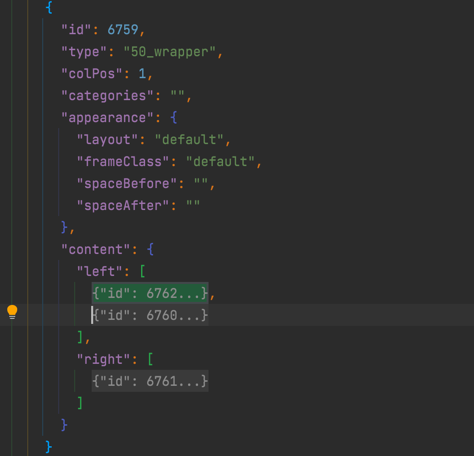 {
"id": 6759,
"type": "50_wrapper",
"colPos": 1,
"categories": "",
"appearance": {
"layout": "default",
"frameClass": "default",
"spaceBefore": "",
"spaceAfter": ""
},
"content": {
"left": [
{"id": 6762...},
{"id": 6760...}
],
"right": [
{"id": 6761...}
]
}
}